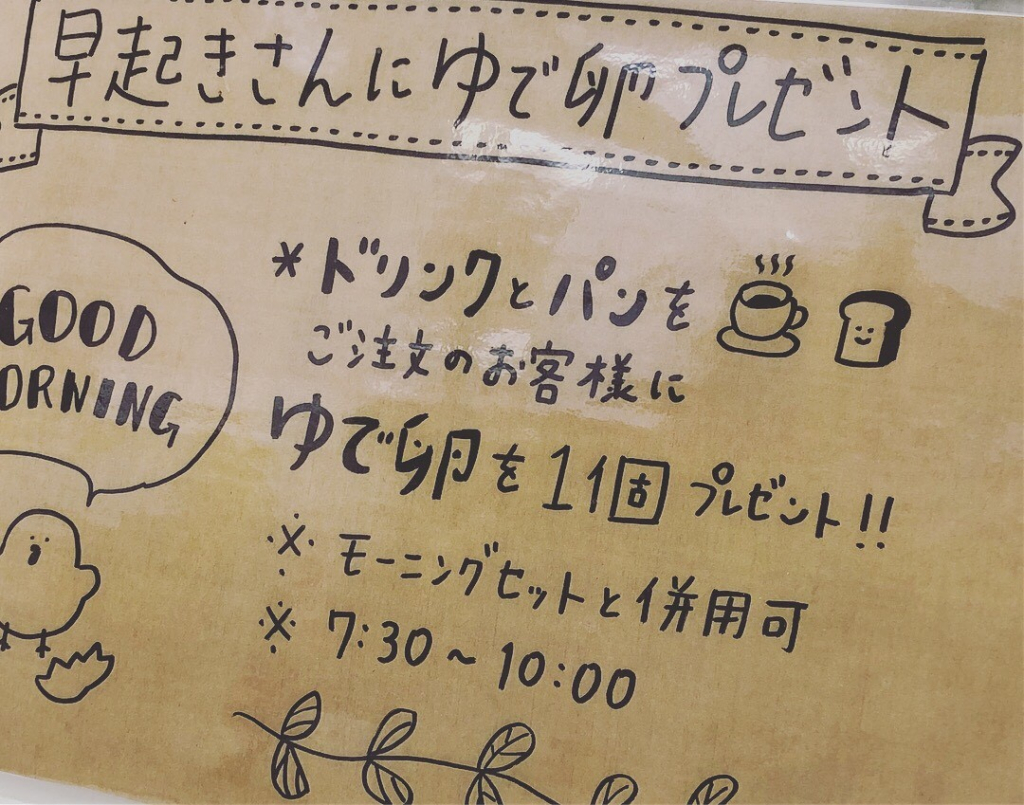 早起きさんにゆで卵プレゼント
GOOD
MORNING
*ドリンクとパンを
ご注文のお客様に
ゆで卵を1個プレゼント!!
※モーニングセットと併用可
※7:30~10:00